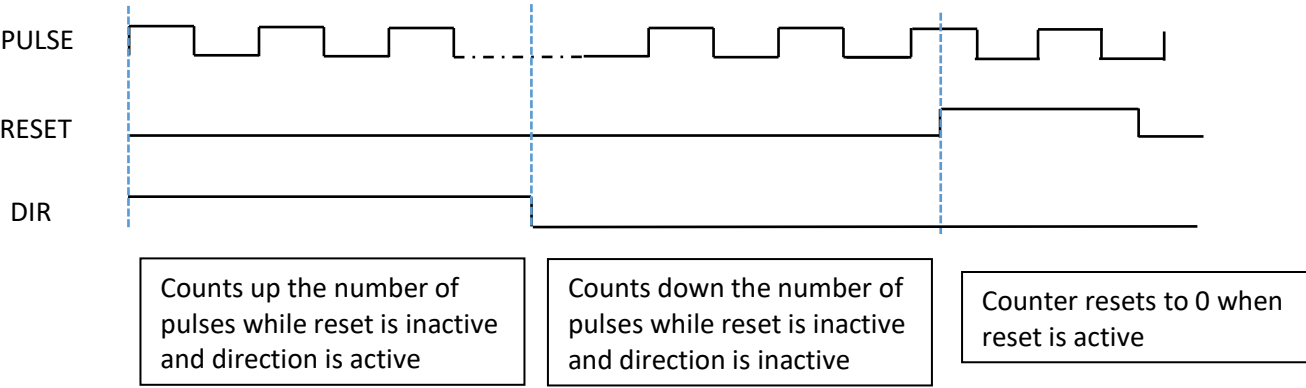 PULSE
RESET
DIR
Counts up the number of
pulses while reset is inactive
and direction is active
Counts down the number of
pulses while reset is inactive
and direction is inactive
Counter resets to 0 when
reset is active